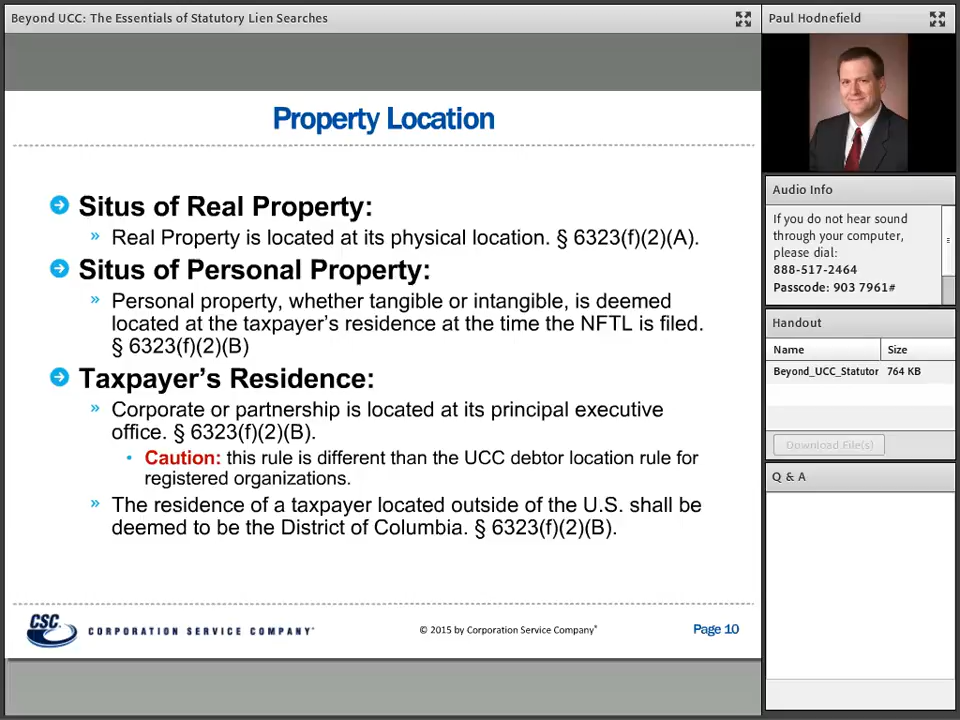 Beyond UCC: The Essentials of Statutory Lien Searches
Property Location
Situs of Real Property:
» Real Property is located at its physical location. § 6323(f)(2)(A).
Situs of Personal Property:
» Personal property, whether tangible or intangible, is deemed
located at the taxpayer's residence at the time the NFTL is filed.
§ 6323(f)(2)(B)
Taxpayer's Residence:
» Corporate or partnership is located at its principal executive
office. § 6323(f)(2)(B).
• Caution: this rule is different than the UCC debtor location rule for
registered organizations.
» The residence of a taxpayer located outside of the U.S. shall be
deemed to be the District of Columbia. § 6323(f)(2)(B).
CSC. CORPORATION SERVICE COMPANY
© 2015 by Corporation Service Company®
Page 10
Paul Hodnefield
Audio Info
If you do not hear sound
through your computer,
please dial:
888-517-2464
Passcode: 903 7961#
Handout
Name Size
Beyond_UCC_Statutor 764 KB
Download File(s)
Q & A